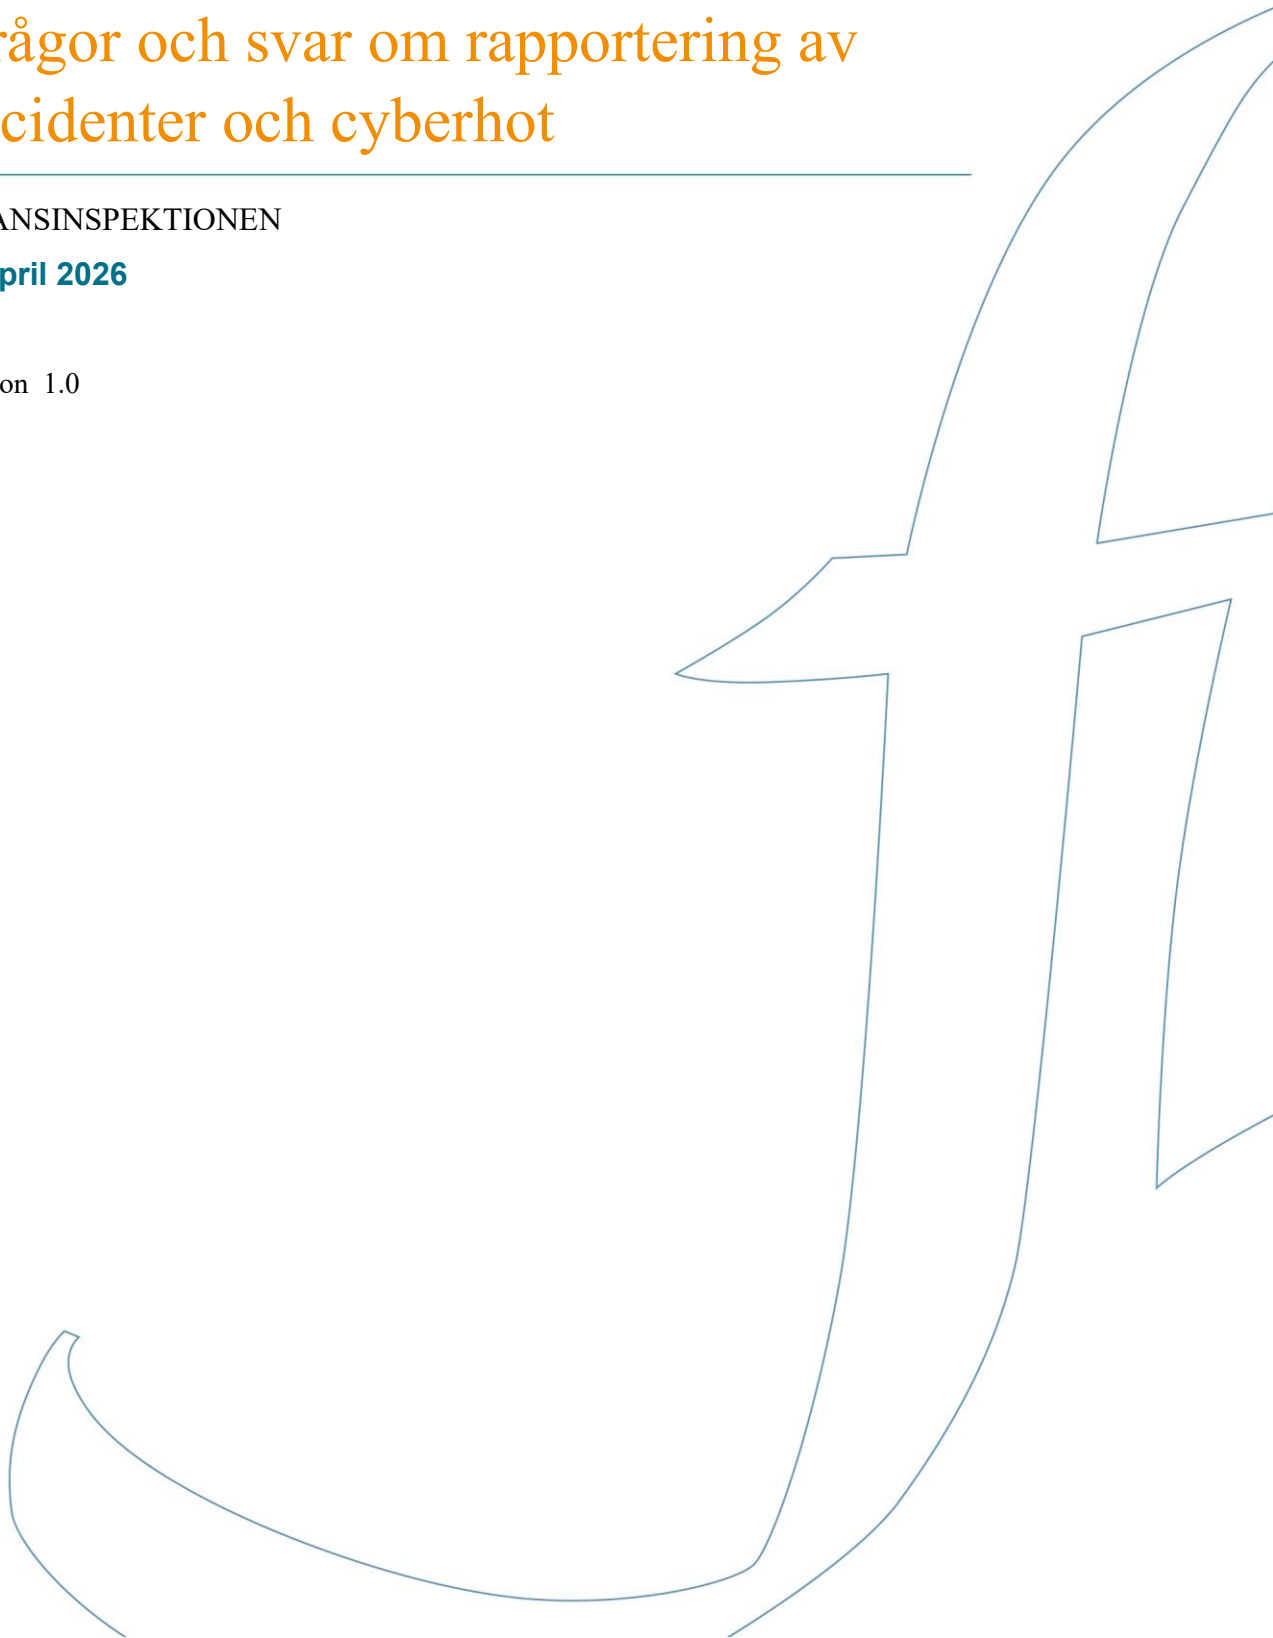 rågor och svar om rapportering av
cidenter och cyberhot
ANSINSPEKTIONEN
pril 2026
on 1.0